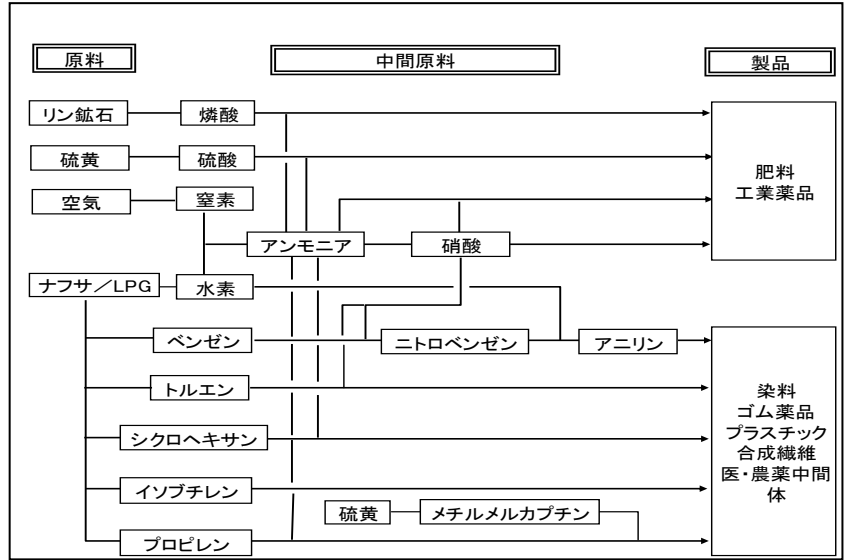 原料
中間原料
製品
リン鉱石
燐酸
硫黄
硫酸
空気
窒素
アンモニア
硝酸
肥料
工業薬品
ナフサ/LPG
水素
ベンゼン
ニトロベンゼン
アニリン
トルエン
シクロヘキサン
イソブチレン
硫黄
メチルメルカプチン
プロピレン
染料
ゴム薬品
プラスチック
合成繊維
医・農薬中間
体